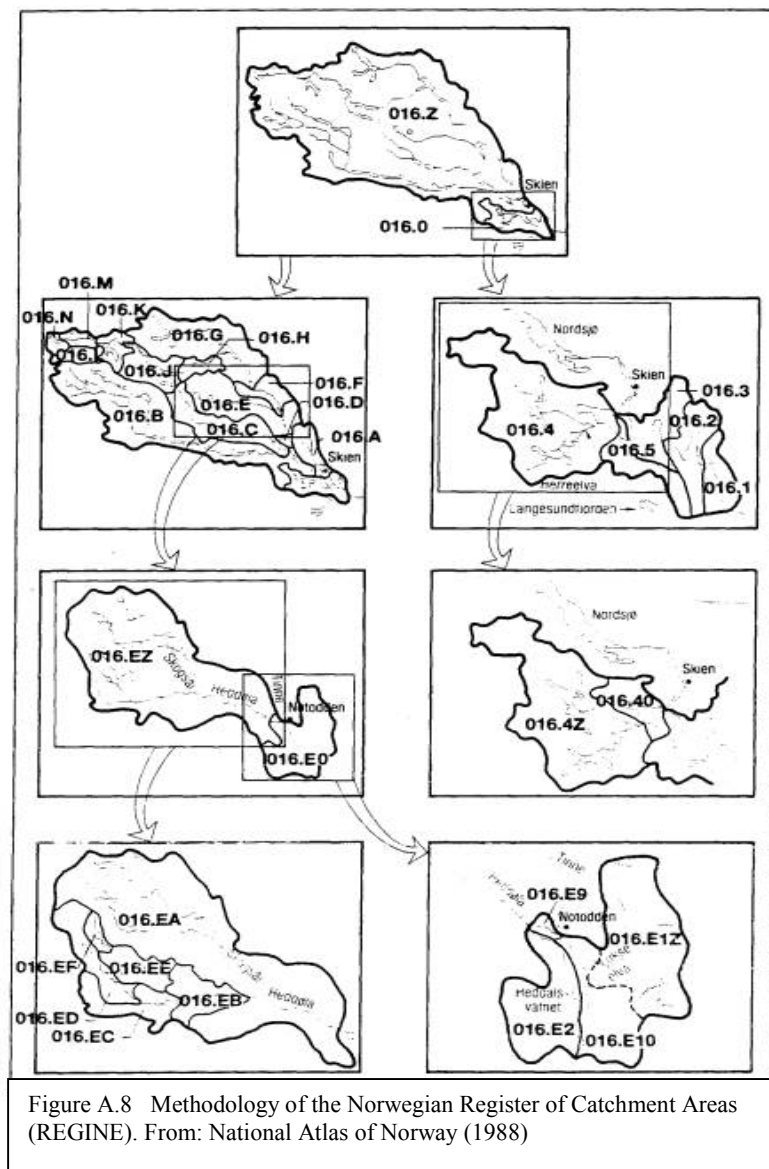 016.Z
Skien
016.0
016.M
016.N
016.K
016.G
016.H
016.L
016.J
016.F
016.B
016.E
016.D
016.C
016.A
Skien
Nordsjø
Skien
016.3
016.4
016.2
016.5
016.1
Herreelva
Langesundfjorden
016.EZ
Heddøla
Notodden
016.E0
Nordsjø
Skien
016.40
016.4Z
016.EA
016.EF
016.EE
016.EB
Heddøla
016.ED
016.EC
Tinne
016.E9
Notodden
016.E1Z
Heddals-
vatnet
016.E2
016.E10
Figure A.8 Methodology of the Norwegian Register of Catchment Areas
(REGINE). From: National Atlas of Norway (1988)